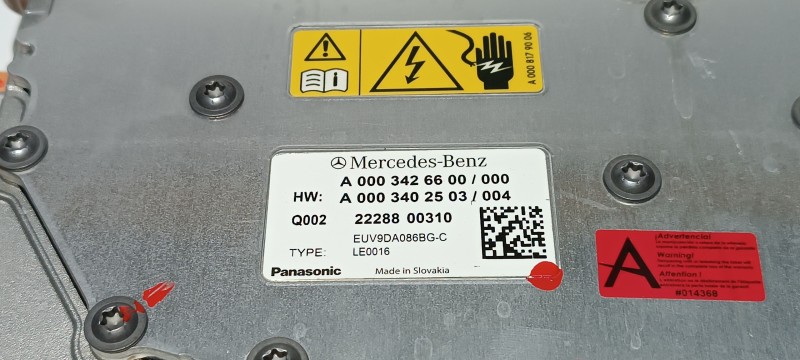 A 000 817 90 06
Mercedes-Benz
A 000 342 66 00 / 000
HW: A 000 340 25 03 / 004
Q002 22288 00310
EUV9DA086BG-C
TYPE: LE0016
Panasonic Made in Slovakia
A
¡Advertencia!
Warning!
Attention !
#014368